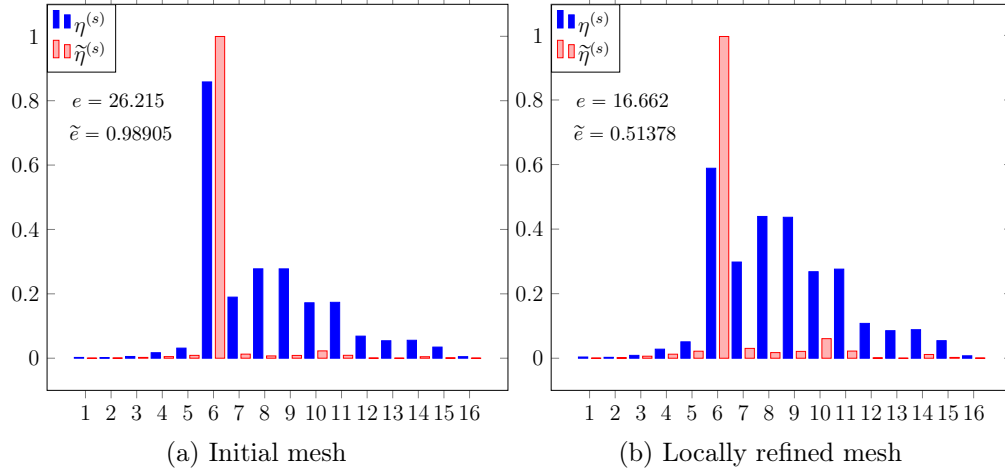 η^(s)
η̃^(s)
e = 26.215
ẽ = 0.98905
1
0.8
0.6
0.4
0.2
0
1 2 3 4 5 6 7 8 9 10 11 12 13 14 15 16
(a) Initial mesh
η^(s)
η̃^(s)
e = 16.662
ẽ = 0.51378
1
0.8
0.6
0.4
0.2
0
1 2 3 4 5 6 7 8 9 10 11 12 13 14 15 16
(b) Locally refined mesh